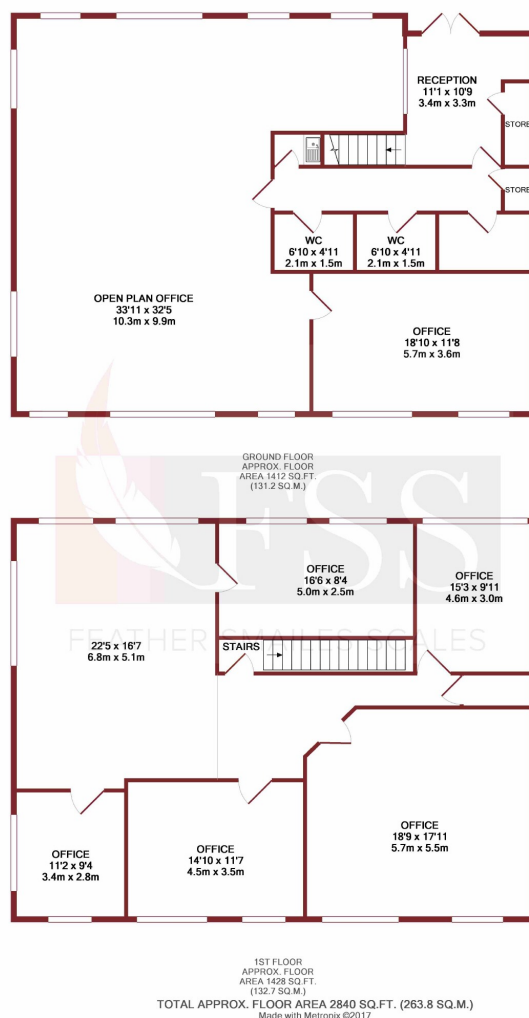 RECEPTION
11'1 x 10'9
3.4m x 3.3m
STORE
STORE
WC
6'10 x 4'11
2.1m x 1.5m
WC
6'10 x 4'11
2.1m x 1.5m
OPEN PLAN OFFICE
33'11 x 32'5
10.3m x 9.9m
OFFICE
18'10 x 11'8
5.7m x 3.6m
GROUND FLOOR
APPROX. FLOOR
AREA 1412 SQ.FT.
(131.2 SQ.M.)
FSS
FEATHER SMAILES SCALES
OFFICE
16'6 x 8'4
5.0m x 2.5m
OFFICE
15'3 x 9'11
4.6m x 3.0m
22'5 x 16'7
6.8m x 5.1m
STAIRS
OFFICE
11'2 x 9'4
3.4m x 2.8m
OFFICE
14'10 x 11'7
4.5m x 3.5m
OFFICE
18'9 x 17'11
5.7m x 5.5m
1ST FLOOR
APPROX. FLOOR
AREA 1428 SQ.FT.
(132.7 SQ.M.)
TOTAL APPROX. FLOOR AREA 2840 SQ.FT. (263.8 SQ.M.)
Made with Metropix ©2017